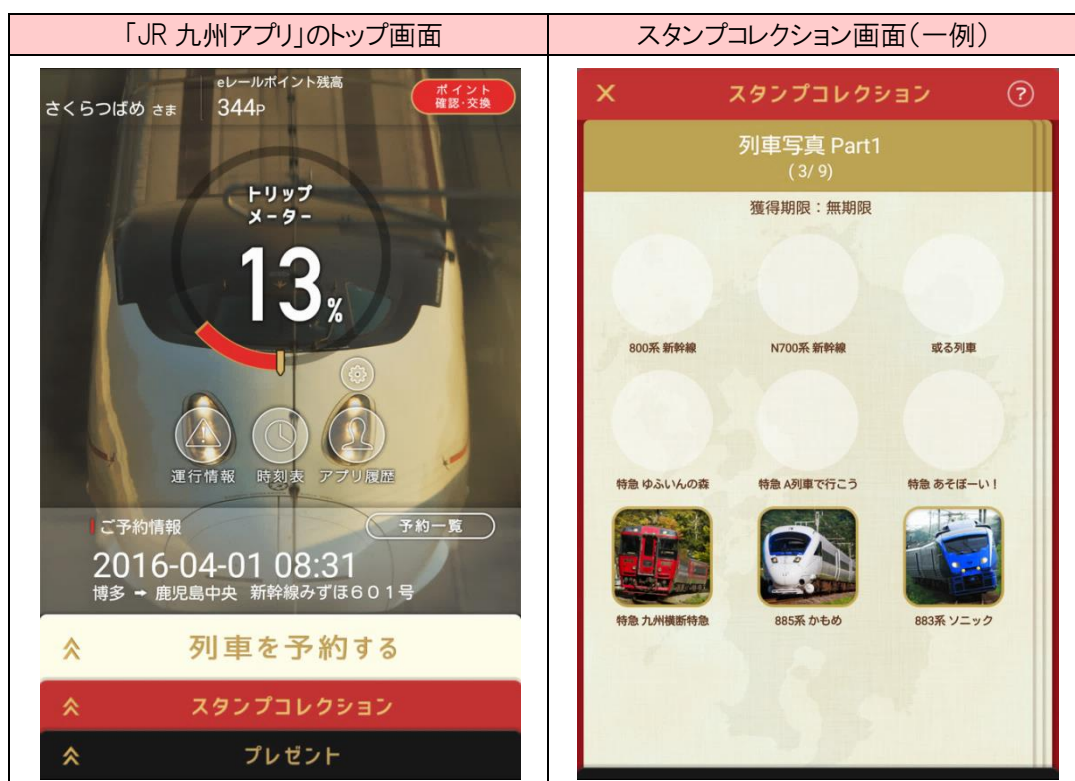 「JR 九州アプリ」のトップ画面
スタンプコレクション画面(一例)
さくらつばめ さま
eレールポイント残高
344P
ポイント
確認・交換
トリップ
メーター
13%
運行情報
時刻表
アプリ履歴
ご予約情報
予約一覧
2016-04-01 08:31
博多 → 鹿児島中央 新幹線みずほ601号
列車を予約する
スタンプコレクション
プレゼント
× スタンプコレクション ?
列車写真 Part1
( 3/ 9)
獲得期限:無期限
800系 新幹線
N700系 新幹線
或る列車
特急 ゆふいんの森
特急 A列車で行こう
特急 あそぼーい!
特急 九州横断特急
885系 かもめ
883系 ソニック